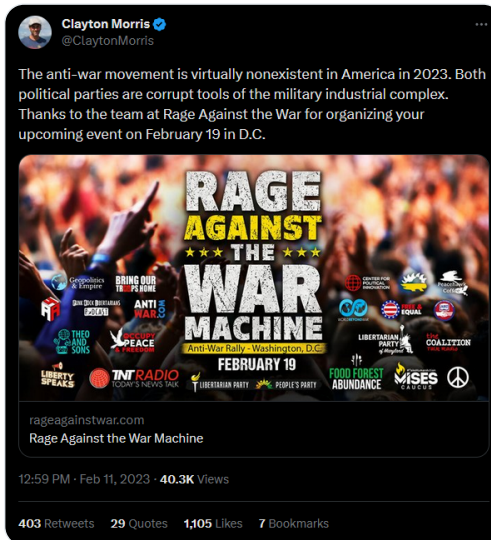 Clayton Morris
@ClaytonMorris
The anti-war movement is virtually nonexistent in America in 2023. Both
political parties are corrupt tools of the military industrial complex.
Thanks to the team at Rage Against the War for organizing your
upcoming event on February 19 in D.C.
RAGE
AGAINST
THE
WAR
MACHINE
Anti-War Rally - Washington, D.C.
FEBRUARY 19
Geopolitics
& Empire
BRING OUR
TROOPS HOME
PUNK ROCK LIBERTARIANS
PODCAST
ANTI
WAR.COM
THEO
AND
SONS
OCCUPY
PEACE
& FREEDOM
LIBERTY
SPEAKS
TNT RADIO
TODAY'S NEWS TALK
LIBERTARIAN PARTY
PEOPLE'S PARTY
CENTER FOR
POLITICAL
INNOVATION
FREE &
EQUAL
LIBERTARIAN
PARTY
of Maryland
COALITION
FOOD FOREST
ABUNDANCE
MISES
CAUCUS
rageagainstwar.com
Rage Against the War Machine
12:59 PM · Feb 11, 2023 · 40.3K Views
403 Retweets 29 Quotes 1,105 Likes 7 Bookmarks